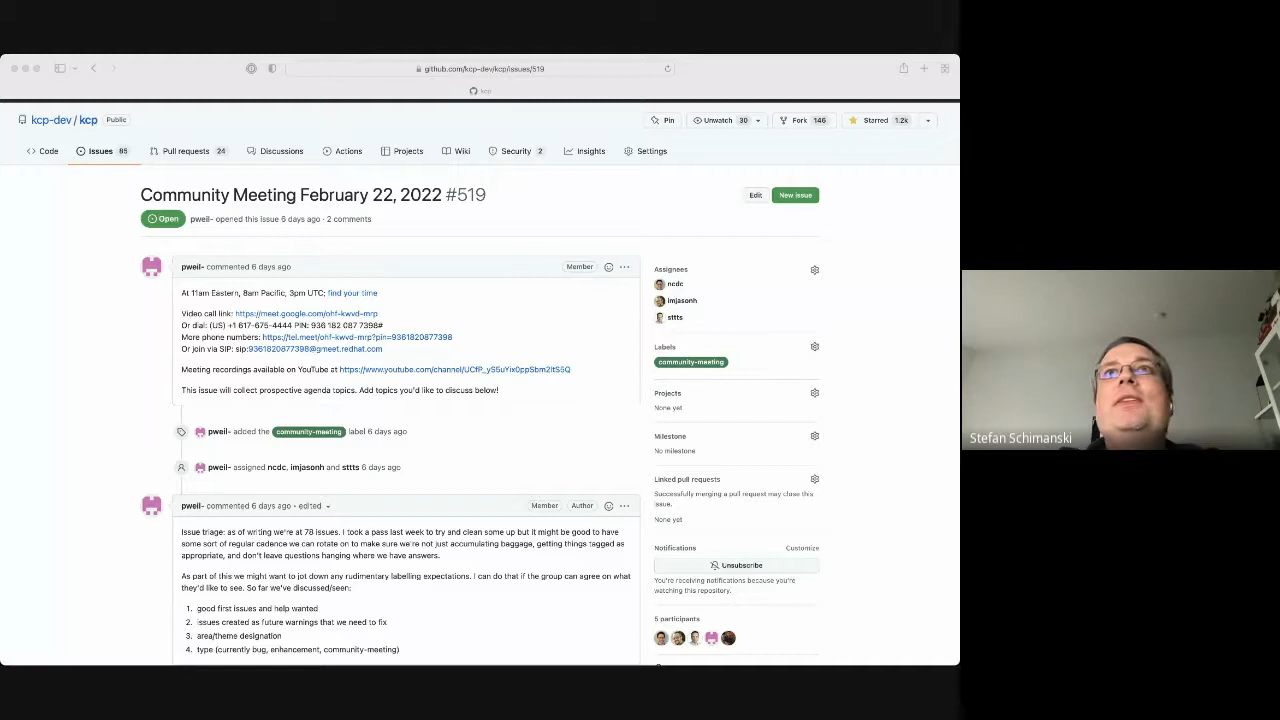 github.com/kcp-dev/kcp/issues/519
kcp
kcp-dev / kcp Public
Pin
Unwatch 30
Fork 146
Starred 1.2k
Code
Issues 85
Pull requests 24
Discussions
Actions
Projects
Wiki
Security 2
Insights
Settings
Community Meeting February 22, 2022 #519
Edit
New issue
Open
pweil- opened this issue 6 days ago · 2 comments
pweil- commented 6 days ago
Member
At 11am Eastern, 8am Pacific, 3pm UTC; find your time
Video call link: https://meet.google.com/ohf-kwvd-mrp
Or dial: (US) +1 617-675-4444 PIN: 936 182 087 7398#
More phone numbers: https://tel.meet/ohf-kwvd-mrp?pin=9361820877398
Or join via SIP: sip:9361820877398@gmeet.redhat.com
Meeting recordings available on YouTube at https://www.youtube.com/channel/UCfP_yS5uYix0ppSbm2ltS5Q
This issue will collect prospective agenda topics. Add topics you'd like to discuss below!
pweil- added the community-meeting label 6 days ago
pweil- assigned ncdc, imjasonh and sttts 6 days ago
pweil- commented 6 days ago · edited
Member
Author
Issue triage: as of writing we're at 78 issues. I took a pass last week to try and clean some up but it might be good to have
some sort of regular cadence we can rotate on to make sure we're not just accumulating baggage, getting things tagged as
appropriate, and don't leave questions hanging where we have answers.
As part of this we might want to jot down any rudimentary labelling expectations. I can do that if the group can agree on what
they'd like to see. So far we've discussed/seen:
1. good first issues and help wanted
2. issues created as future warnings that we need to fix
3. area/theme designation
4. type (currently bug, enhancement, community-meeting)
Assignees
ncdc
imjasonh
sttts
Labels
community-meeting
Projects
None yet
Milestone
No milestone
Linked pull requests
Successfully merging a pull request may close this
issue.
None yet
Notifications
Customize
Unsubscribe
You're receiving notifications because you're
watching this repository.
5 participants
Stefan Schimanski